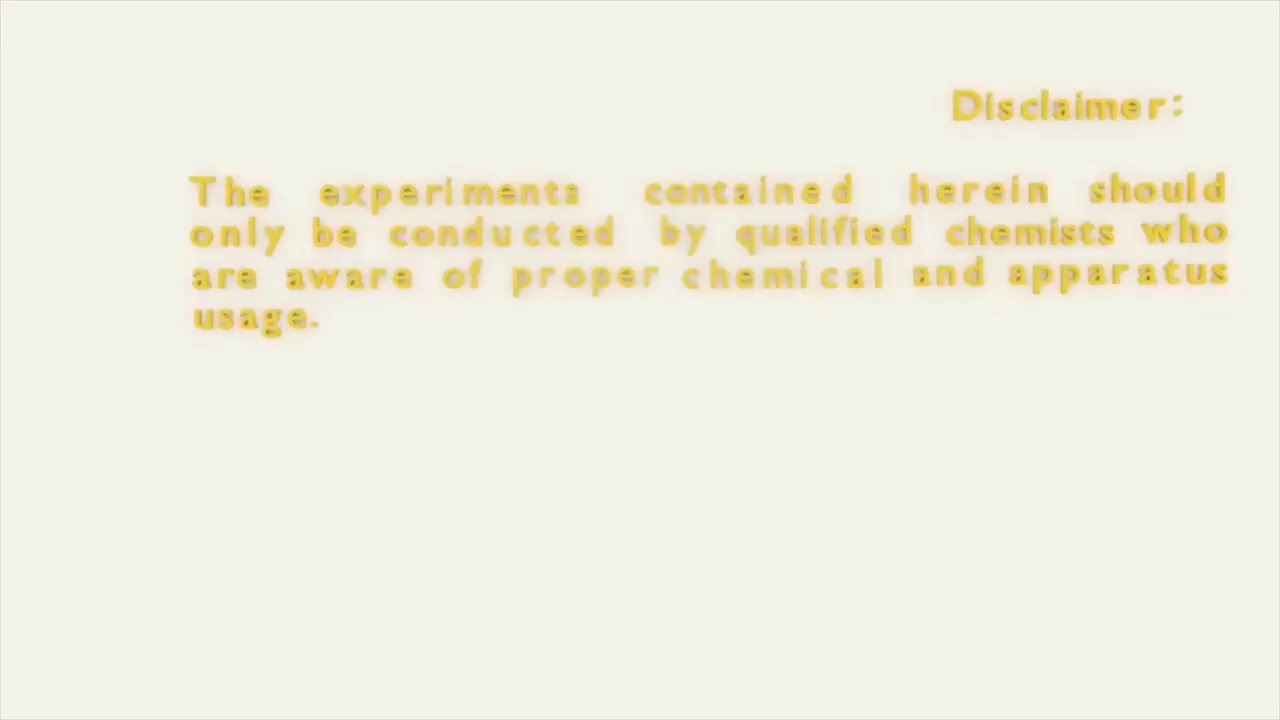 Disclaimer:
The experiments contained herein should
only be conducted by qualified chemists who
are aware of proper chemical and apparatus
usage.